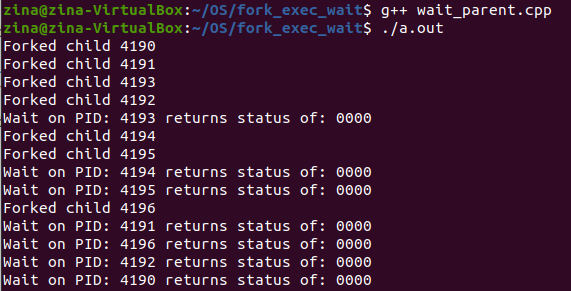 zina@zina-VirtualBox:~/OS/fork_exec_wait$ g++ wait_parent.cpp
zina@zina-VirtualBox:~/OS/fork_exec_wait$ ./a.out
Forked child 4190
Forked child 4191
Forked child 4193
Forked child 4192
Wait on PID: 4193 returns status of: 0000
Forked child 4194
Forked child 4195
Wait on PID: 4194 returns status of: 0000
Wait on PID: 4195 returns status of: 0000
Forked child 4196
Wait on PID: 4191 returns status of: 0000
Wait on PID: 4196 returns status of: 0000
Wait on PID: 4192 returns status of: 0000
Wait on PID: 4190 returns status of: 0000